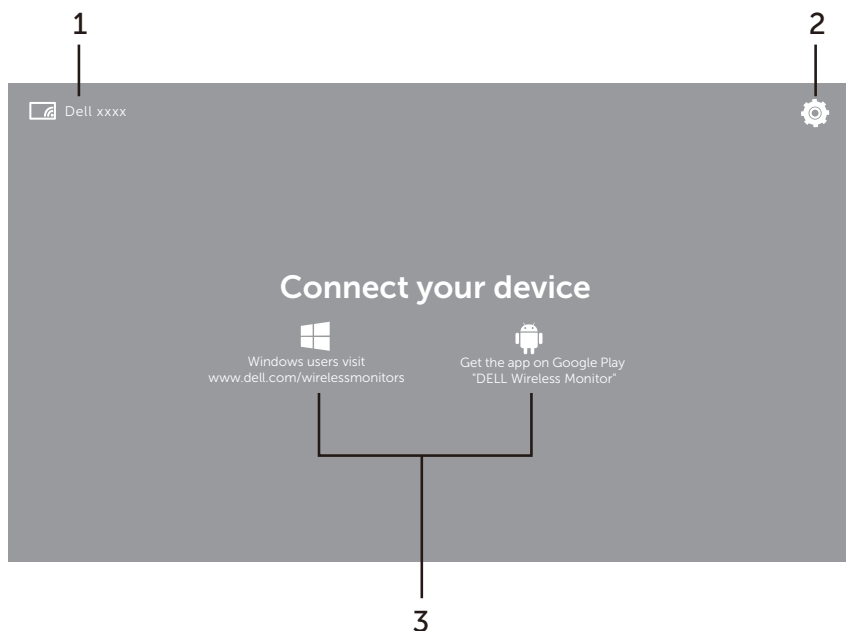 1
2
Dell xxxx
Connect your device
Windows users visit
www.dell.com/wirelessmonitors
Get the app on Google Play
"DELL Wireless Monitor"
3